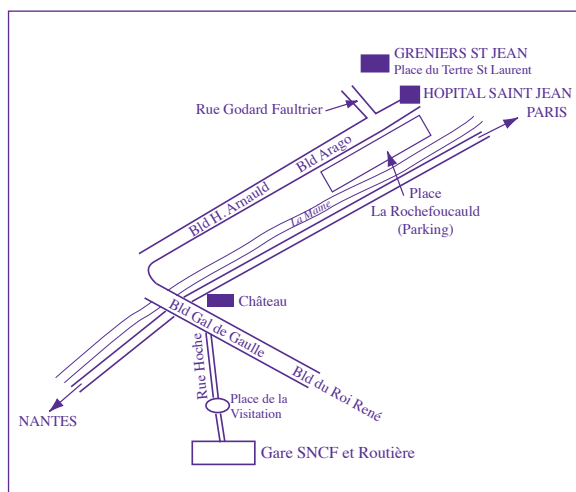 GRENIERS ST JEAN
Place du Tertre St Laurent
HOPITAL SAINT JEAN
Rue Godard Faultrier
PARIS
Bld Arago
Bld H. Arnauld
Place
La Rochefoucauld
(Parking)
La Maine
Château
Bld Gal de Gaulle
Rue Hoche
Bld du Roi René
Place de la
Visitation
NANTES
Gare SNCF et Routière